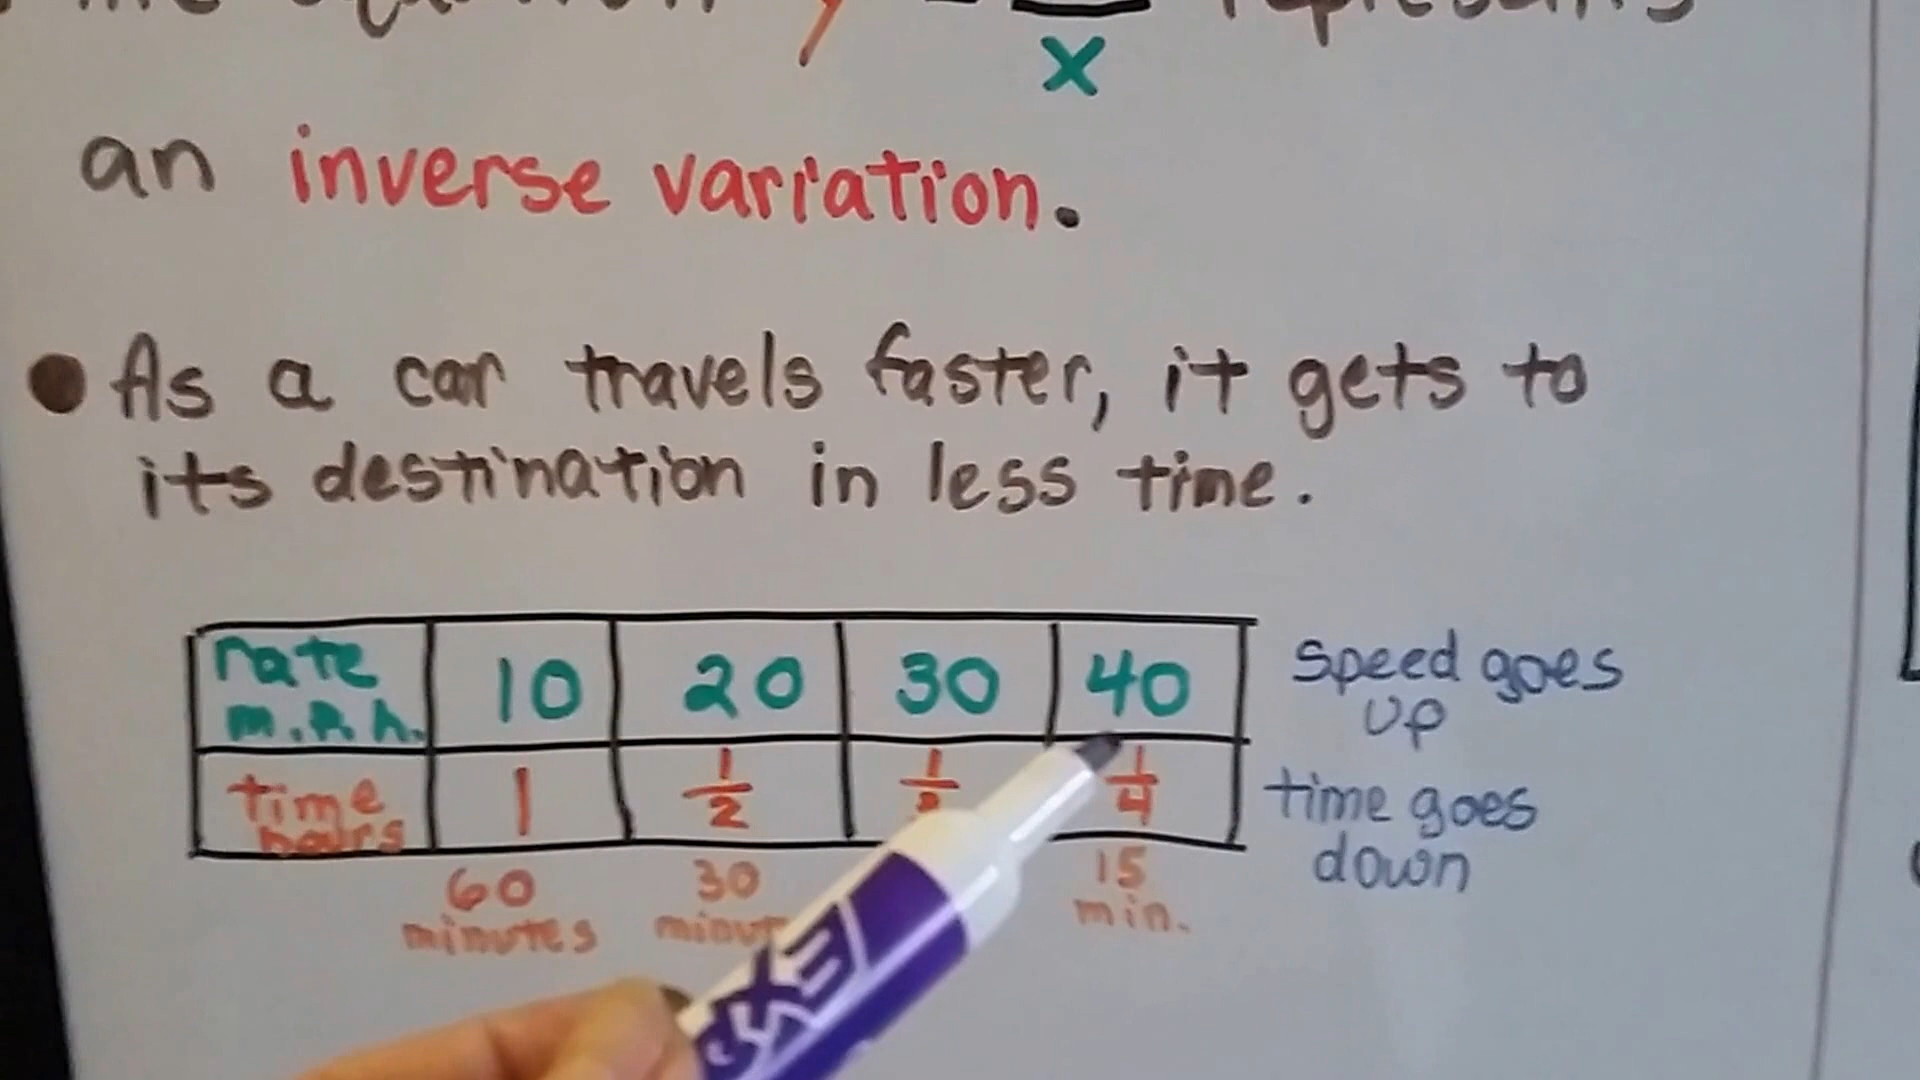 y =
x
an inverse variation.
As a car travels faster, it gets to
its destination in less time.
rate m.p.h. 10 20 30 40 speed goes up
time hours 1 1/2 1/4 time goes down
60 minutes 30 15 min.